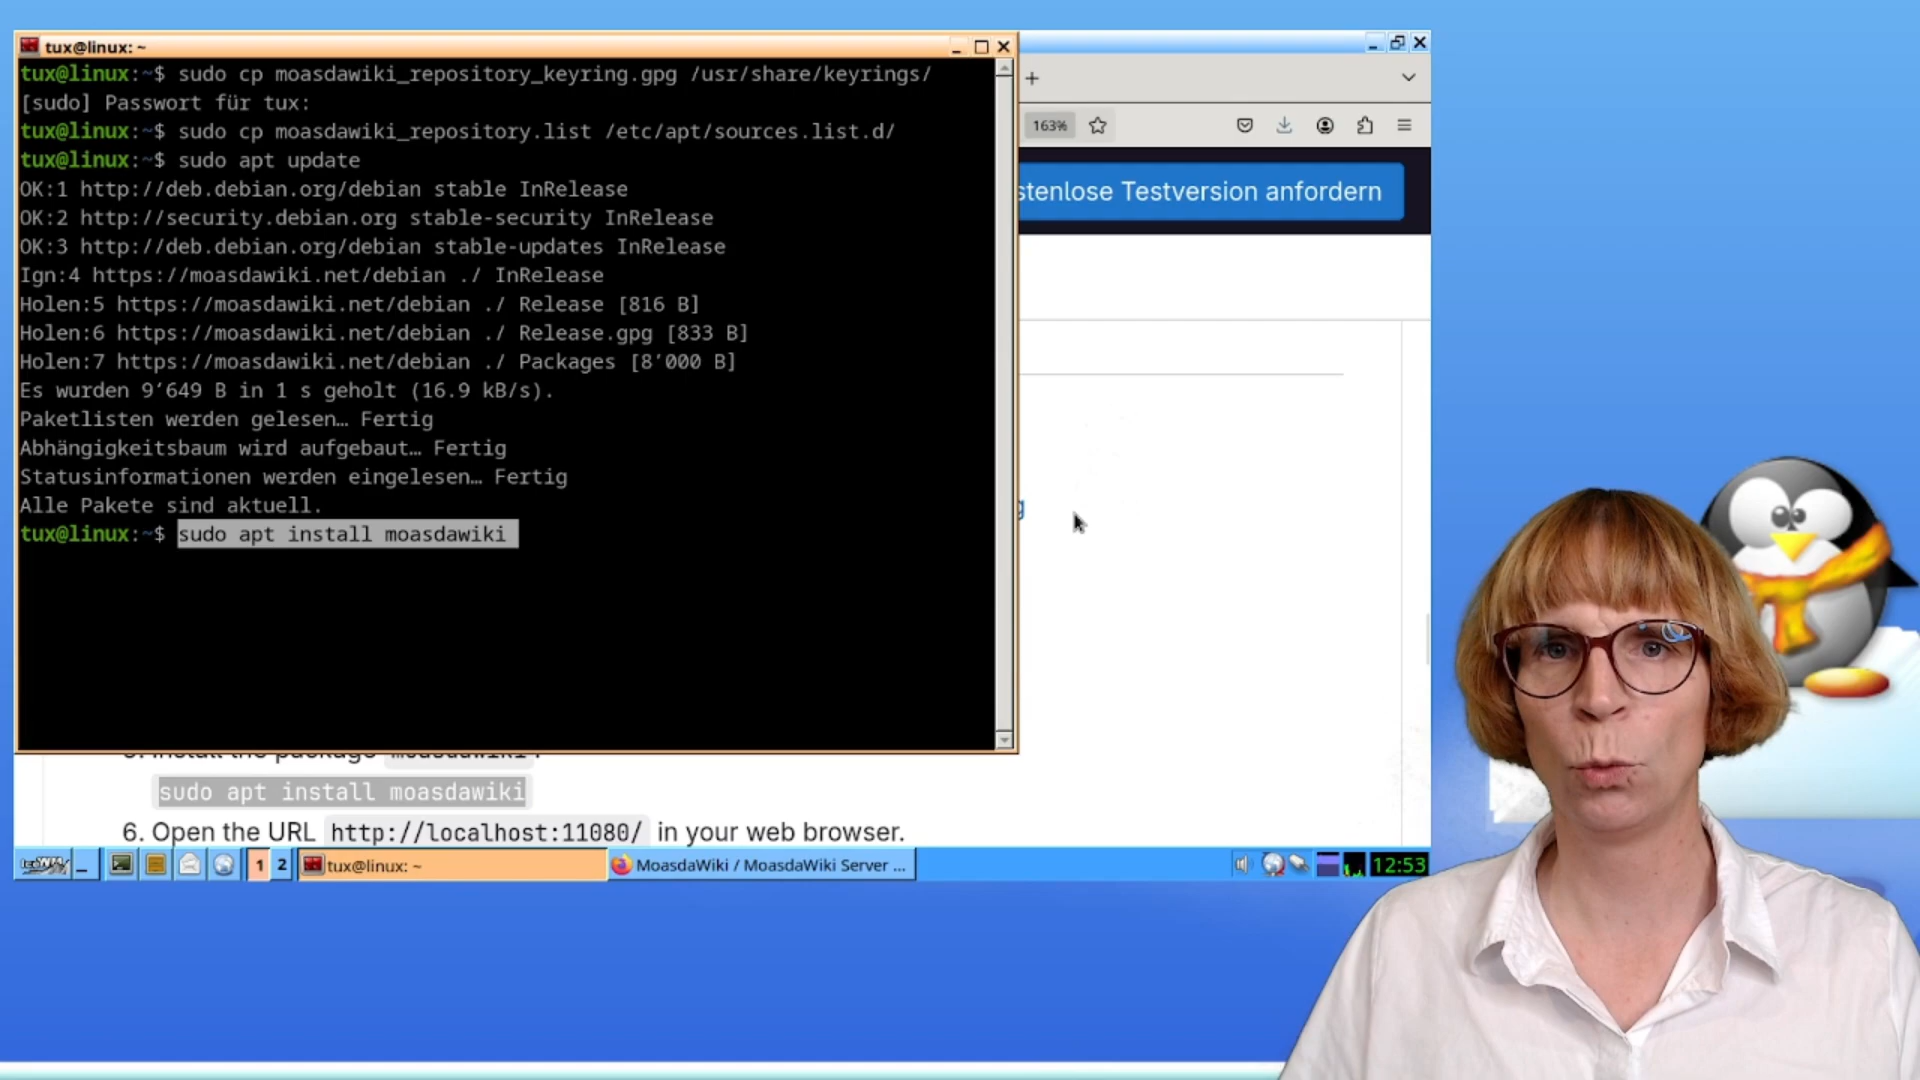 tux@linux: ~
tux@linux:~$ sudo cp moasdawiki_repository_keyring.gpg /usr/share/keyrings/
[sudo] Passwort für tux:
tux@linux:~$ sudo cp moasdawiki_repository.list /etc/apt/sources.list.d/
tux@linux:~$ sudo apt update
OK:1 http://deb.debian.org/debian stable InRelease
OK:2 http://security.debian.org stable-security InRelease
OK:3 http://deb.debian.org/debian stable-updates InRelease
Ign:4 https://moasdawiki.net/debian ./ InRelease
Holen:5 https://moasdawiki.net/debian ./ Release [816 B]
Holen:6 https://moasdawiki.net/debian ./ Release.gpg [833 B]
Holen:7 https://moasdawiki.net/debian ./ Packages [8’000 B]
Es wurden 9’649 B in 1 s geholt (16.9 kB/s).
Paketlisten werden gelesen… Fertig
Abhängigkeitsbaum wird aufgebaut… Fertig
Statusinformationen werden eingelesen… Fertig
Alle Pakete sind aktuell.
tux@linux:~$ sudo apt install moasdawiki
163%
stenlose Testversion anfordern
g
Install the package moasdawiki.
sudo apt install moasdawiki
6. Open the URL http://localhost:11080/ in your web browser.
1 2 tux@linux: ~ MoasdaWiki / MoasdaWiki Server ... 12:53